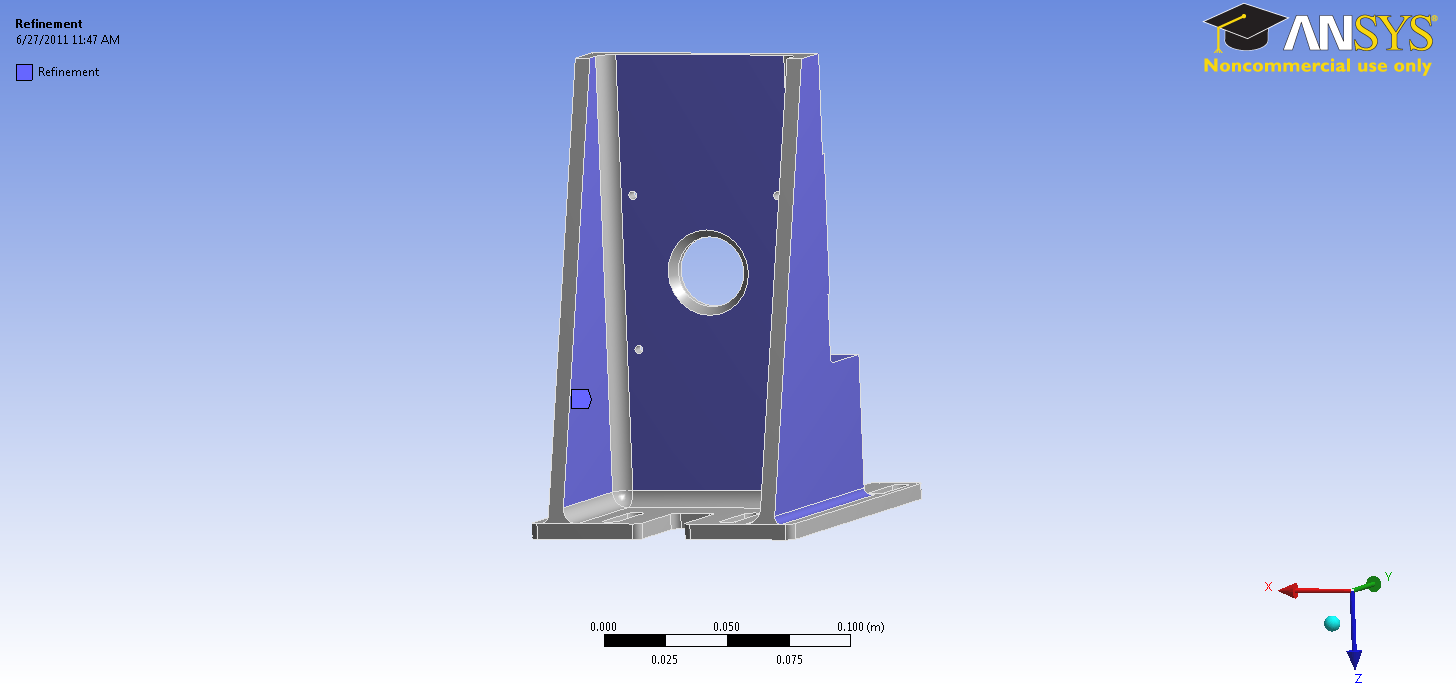 Refinement
6/27/2011 11:47 AM
Refinement
ANSYS®
Noncommercial use only
0.000 0.050 0.100 (m)
0.025 0.075
X
Y
Z